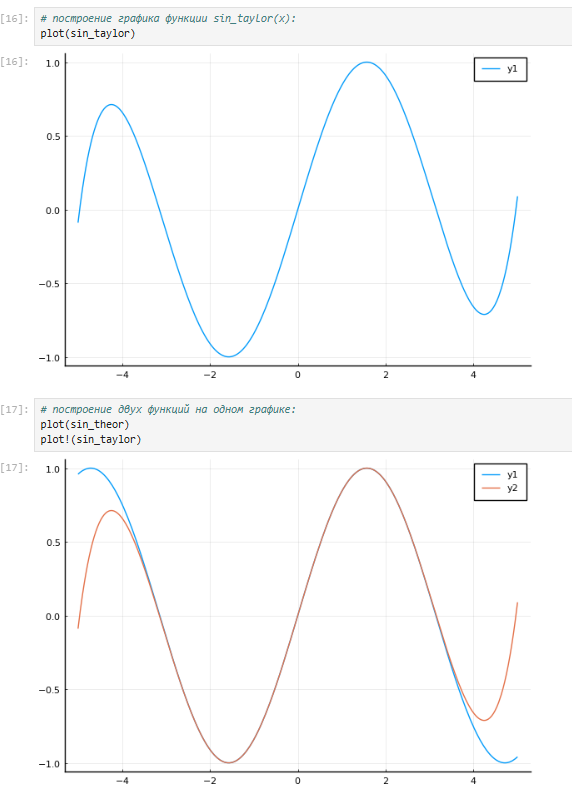 [16]: # построение графика функции sin_taylor(x):
plot(sin_taylor)
[16]:
y1
1.0
0.5
0.0
−0.5
−1.0
−4 −2 0 2 4
[17]: # построение двух функций на одном графике:
plot(sin_theor)
plot!(sin_taylor)
[17]:
y1
y2
1.0
0.5
0.0
−0.5
−1.0
−4 −2 0 2 4